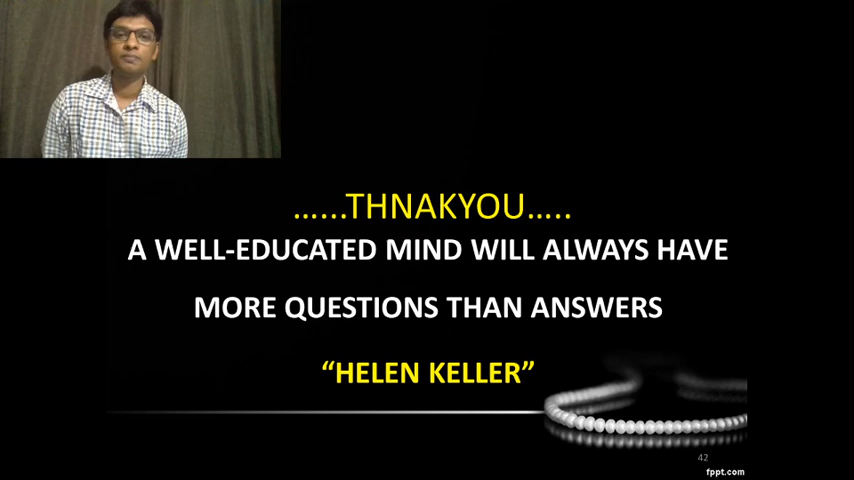 …...THNAKYOU…..
A WELL-EDUCATED MIND WILL ALWAYS HAVE
MORE QUESTIONS THAN ANSWERS
“HELEN KELLER”
42
fppt.com